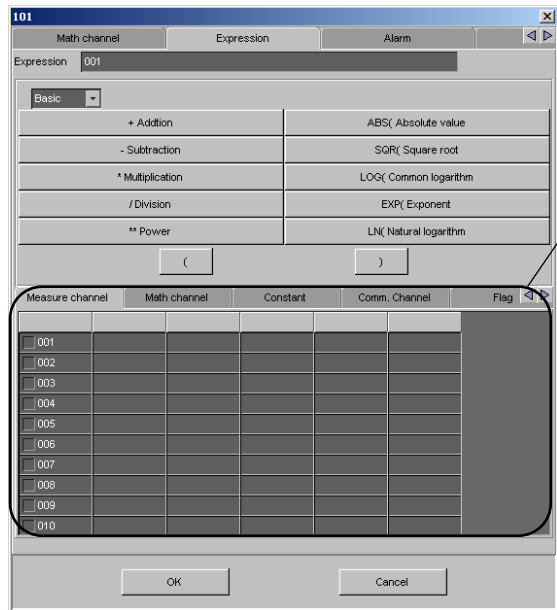 101
Math channel Expression Alarm
Expression 001
Basic
+ Addtion ABS( Absolute value
- Subtraction SQR( Square root
* Multiplication LOG( Common logarithm
/ Division EXP( Exponent
** Power LN( Natural logarithm
( )
Measure channel Math channel Constant Comm. Channel Flag
001
002
003
004
005
006
007
008
009
010
OK Cancel